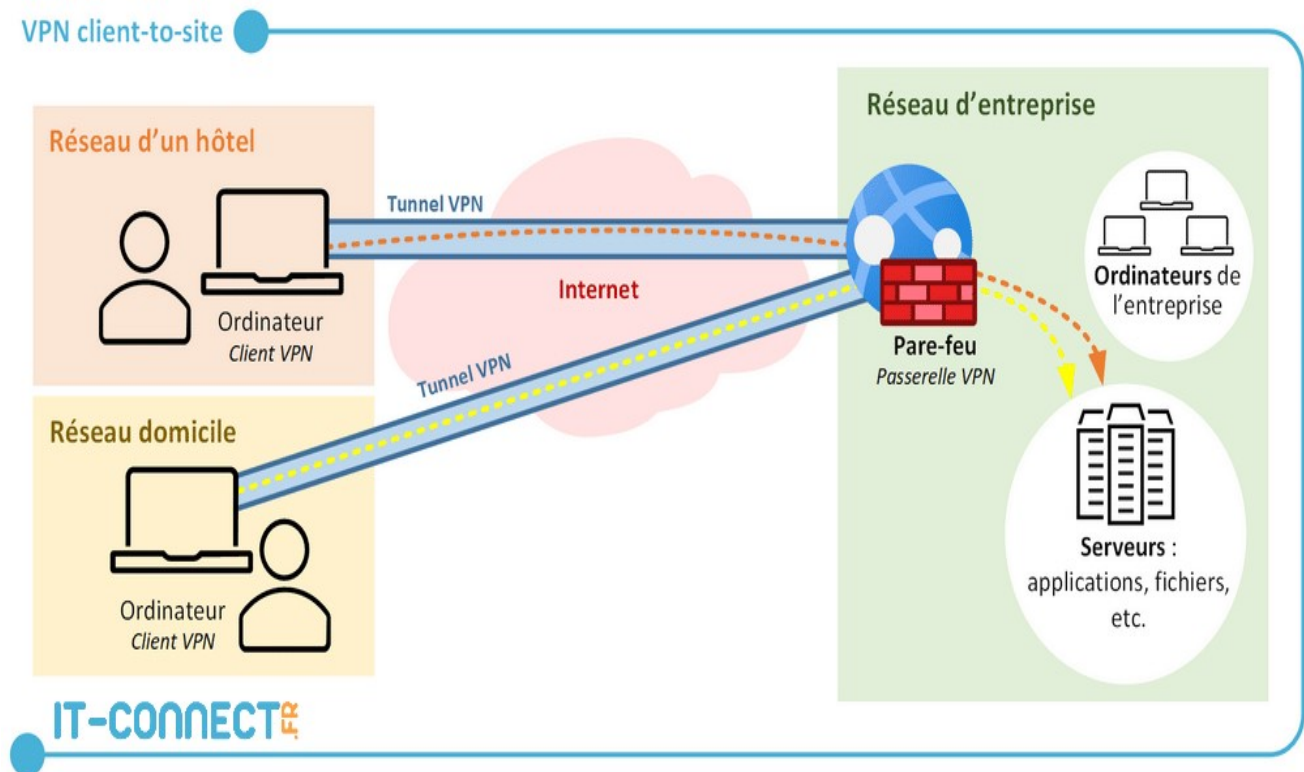 VPN client-to-site
Réseau d'un hôtel
Ordinateur
Client VPN
Réseau domicile
Ordinateur
Client VPN
Tunnel VPN
Internet
Tunnel VPN
Réseau d'entreprise
Ordinateurs de
l'entreprise
Pare-feu
Passerelle VPN
Serveurs :
applications, fichiers,
etc.
IT-CONNECT.FR